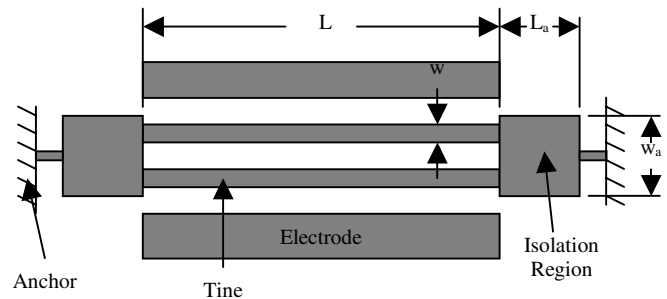 L
Lₐ
w
wₐ
Electrode
Isolation
Region
Anchor
Tine